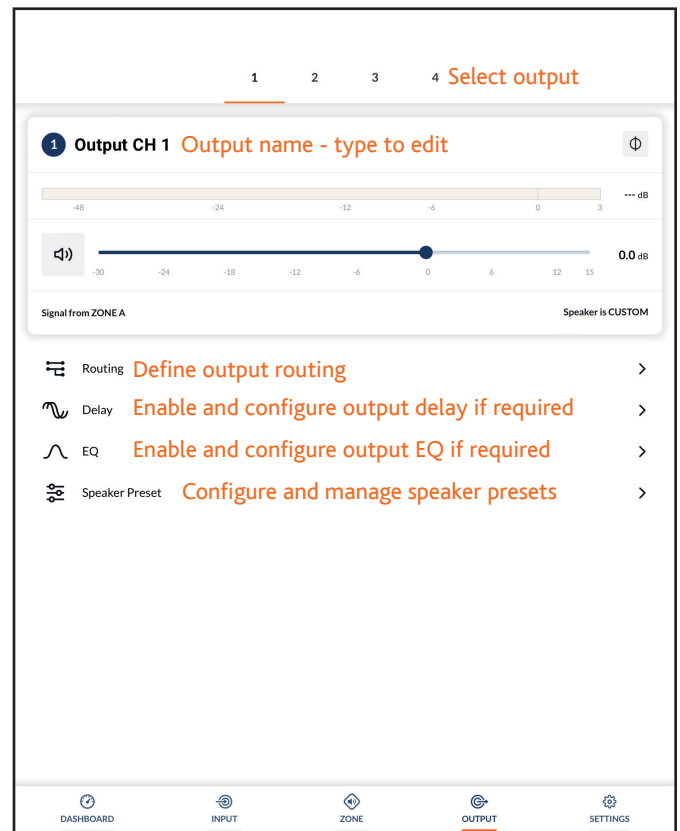 1 2 3 4 Select output
1 Output CH 1 Output name - type to edit
--- dB
-48 -24 -12 -6 0 3
0.0 dB
-30 -24 -18 -12 -6 0 6 12 15
Signal from ZONE A Speaker is CUSTOM
Routing Define output routing
Delay Enable and configure output delay if required
EQ Enable and configure output EQ if required
Speaker Preset Configure and manage speaker presets
DASHBOARD INPUT ZONE OUTPUT SETTINGS